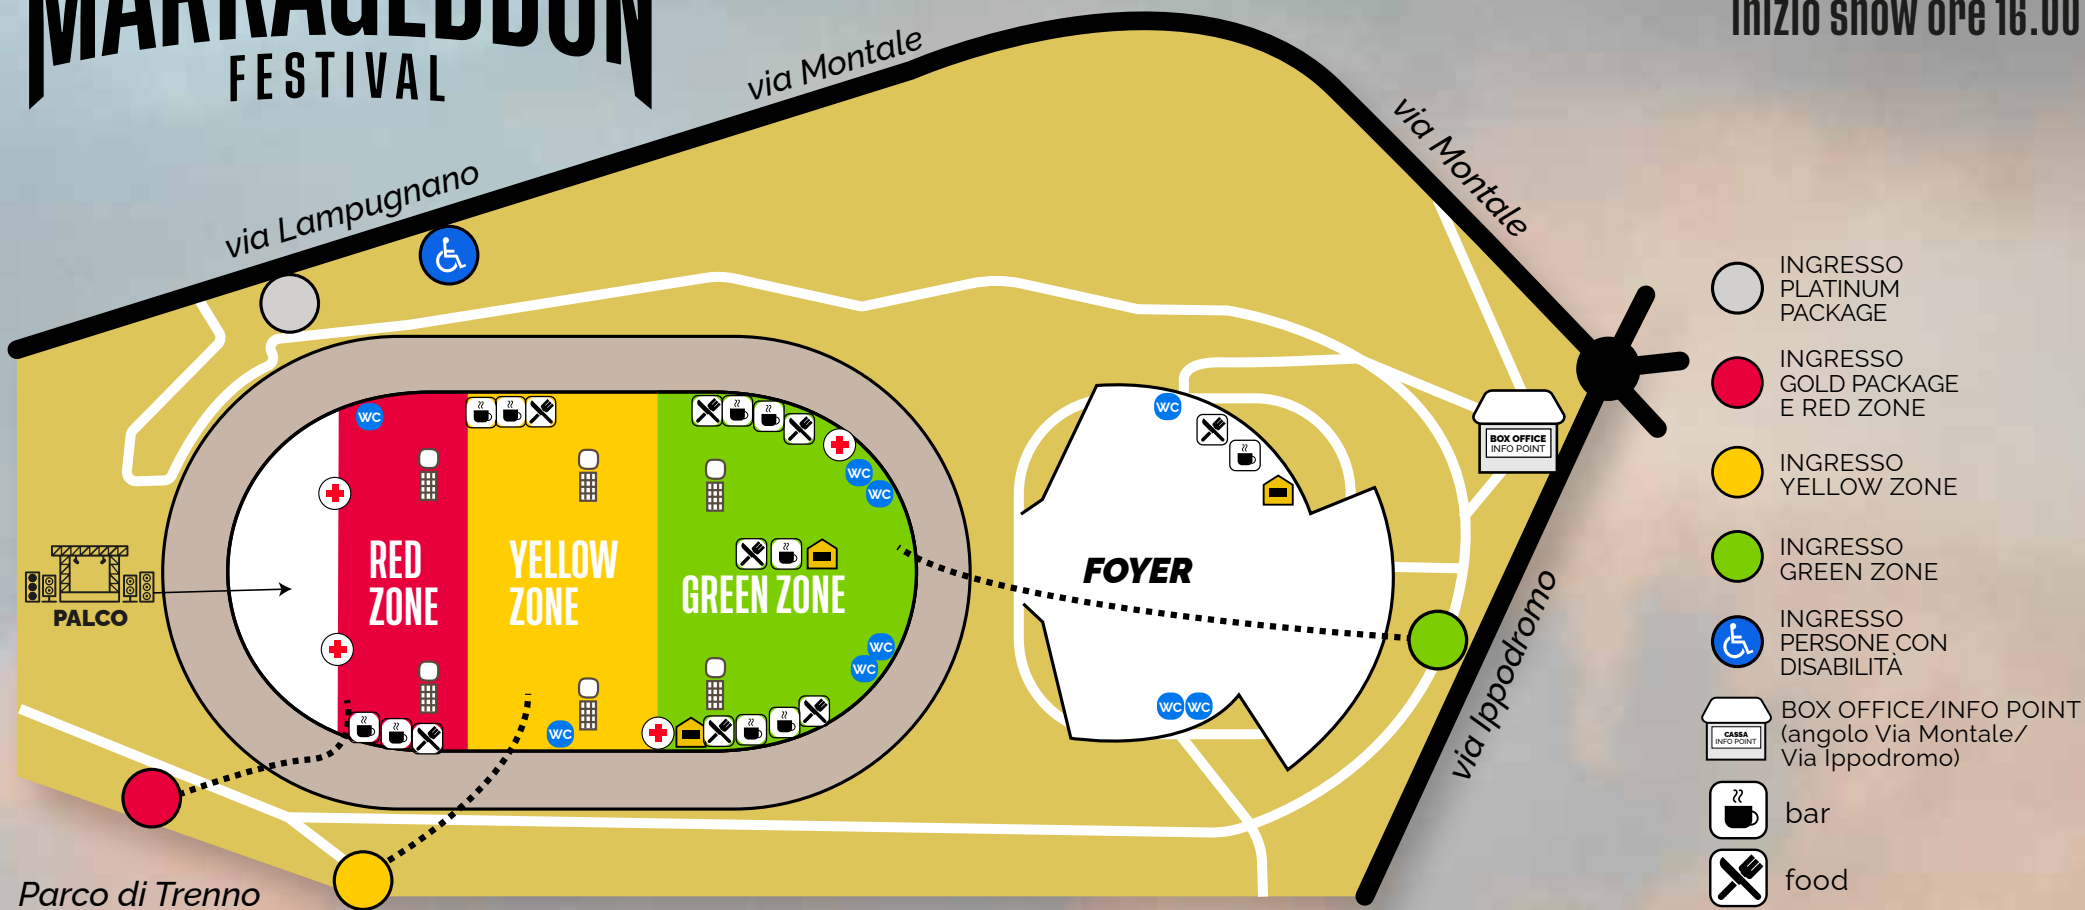 MARRAGEDDON
FESTIVAL
Inizio show ore 16.00
via Montale
via Montale
via Lampugnano
via Ippodromo
Parco di Trenno
PALCO
RED
ZONE
YELLOW
ZONE
GREEN ZONE
FOYER
WC
WC
WC
WC
WC
WC
WC
WC
WC
BOX OFFICE
INFO POINT
INGRESSO
PLATINUM
PACKAGE
INGRESSO
GOLD PACKAGE
E RED ZONE
INGRESSO
YELLOW ZONE
INGRESSO
GREEN ZONE
INGRESSO
PERSONE CON
DISABILITÀ
CASSA
INFO POINT
BOX OFFICE/INFO POINT
(angolo Via Montale/
Via Ippodromo)
bar
food